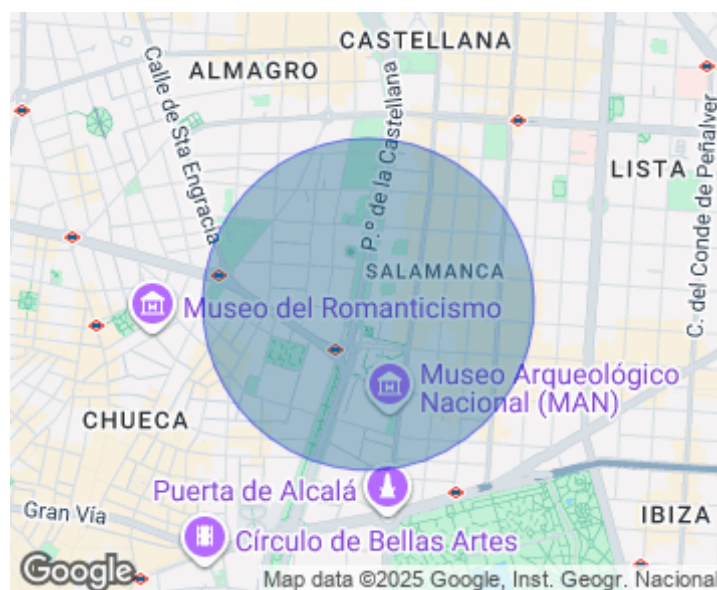 CASTELLANA
ALMAGRO
Calle de Sta Engracia
P.º de la Castellana
C. del Conde de Peñalver
LISTA
SALAMANCA
Museo del Romanticismo
Museo Arqueológico
Nacional (MAN)
CHUECA
Puerta de Alcalá
Gran Vía
IBIZA
Círculo de Bellas Artes
Google
Map data ©2025 Google, Inst. Geogr. Nacional